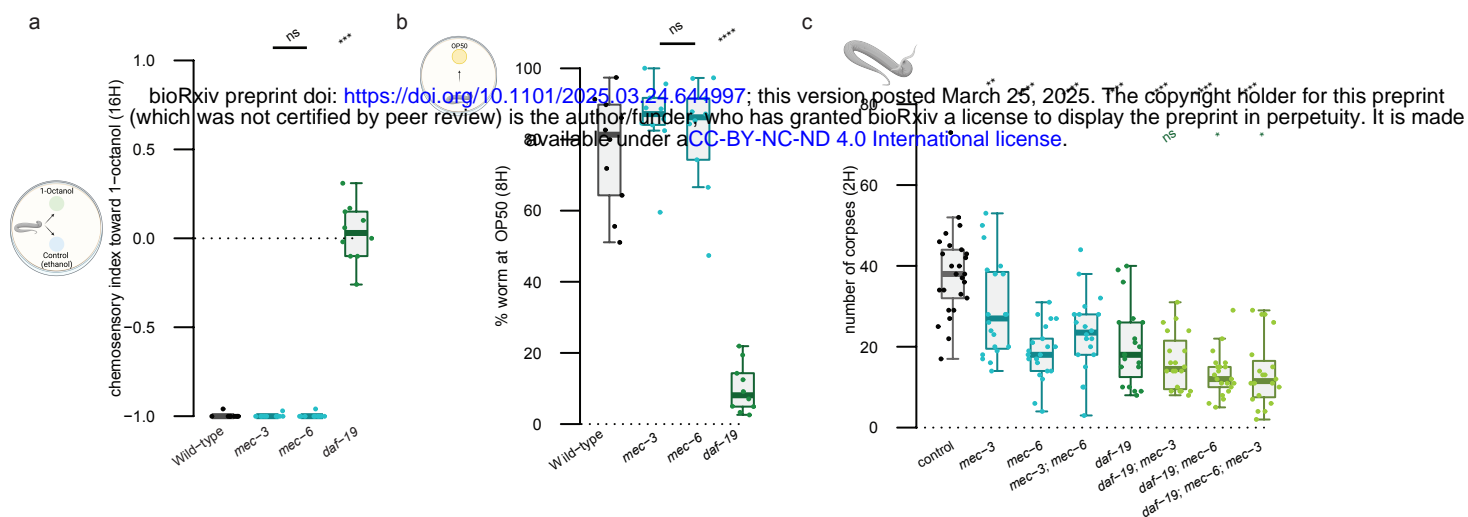 a
b
c
ns
***
ns
****
OP50
bioRxiv preprint doi: https://doi.org/10.1101/2025.03.24.644997; this version posted March 25, 2025. The copyright holder for this preprint
(which was not certified by peer review) is the author/funder, who has granted bioRxiv a license to display the preprint in perpetuity. It is made
available under aCC-BY-NC-ND 4.0 International license.
chemosensory index toward 1−octanol (16H)
1.0
0.5
0.0
−0.5
−1.0
1-Octanol
Control
(ethanol)
Wild−type
mec−3
mec−6
daf−19
% worm at OP50 (8H)
100
80
60
40
20
0
Wild−type
mec−3
mec−6
daf−19
number of corpses (2H)
80
60
40
20
0
**
ns
*
*
control
mec−3
mec−6
mec−3; mec−6
daf−19
daf−19; mec−3
daf−19; mec−6
daf−19; mec−6; mec−3